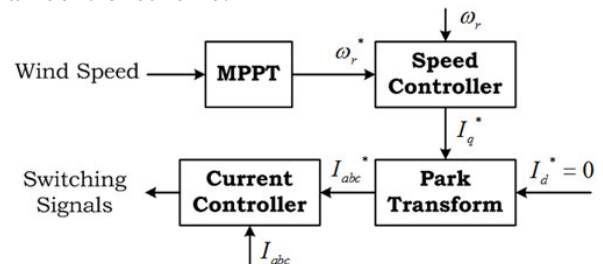 ω_r
Wind Speed
MPPT
ω_r^*
Speed
Controller
I_q^*
Switching
Signals
Current
Controller
I_abc^*
Park
Transform
I_d^* = 0
I_abc